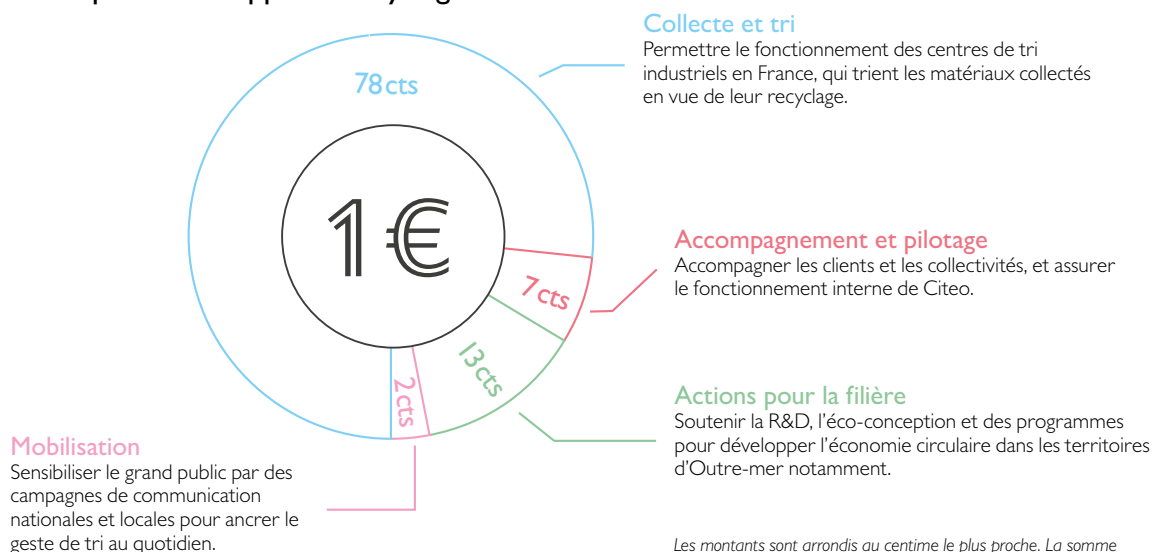 Collecte et tri
Permettre le fonctionnement des centres de tri
industriels en France, qui trient les matériaux collectés
en vue de leur recyclage.
78cts
1€
Accompagnement et pilotage
Accompagner les clients et les collectivités, et assurer
le fonctionnement interne de Citeo.
7cts
13cts
2cts
Actions pour la filière
Soutenir la R&D, l’éco-conception et des programmes
pour développer l’économie circulaire dans les territoires
d’Outre-mer notamment.
Mobilisation
Sensibiliser le grand public par des
campagnes de communication
nationales et locales pour ancrer le
geste de tri au quotidien.
Les montants sont arrondis au centime le plus proche. La somme